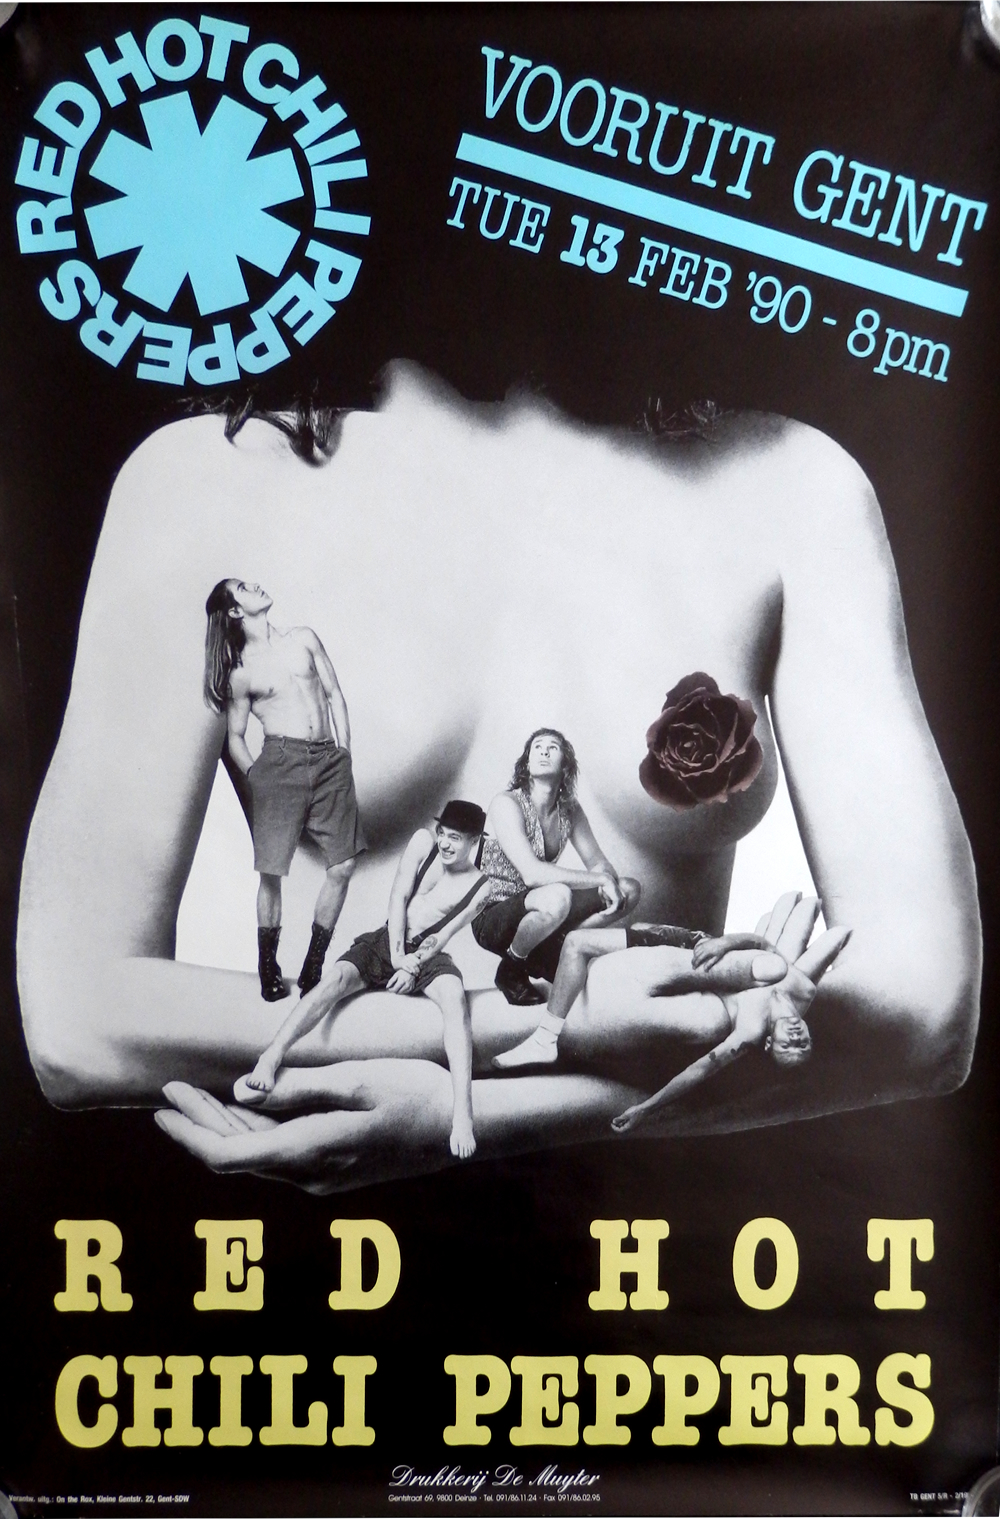 RED HOT CHILI PEPPERS
VOORUIT GENT
TUE 13 FEB '90 - 8pm
RED HOT
CHILI PEPPERS
Drukkerij De Muyter
Gentstraat 69, 9800 Deinze · Tel. 091/86.11.24 · Fax 091/86.02.95
Verantw. uitg.: On the Rox, Kleine Gentstr. 22, Gent-SDW
TB GENT S/R